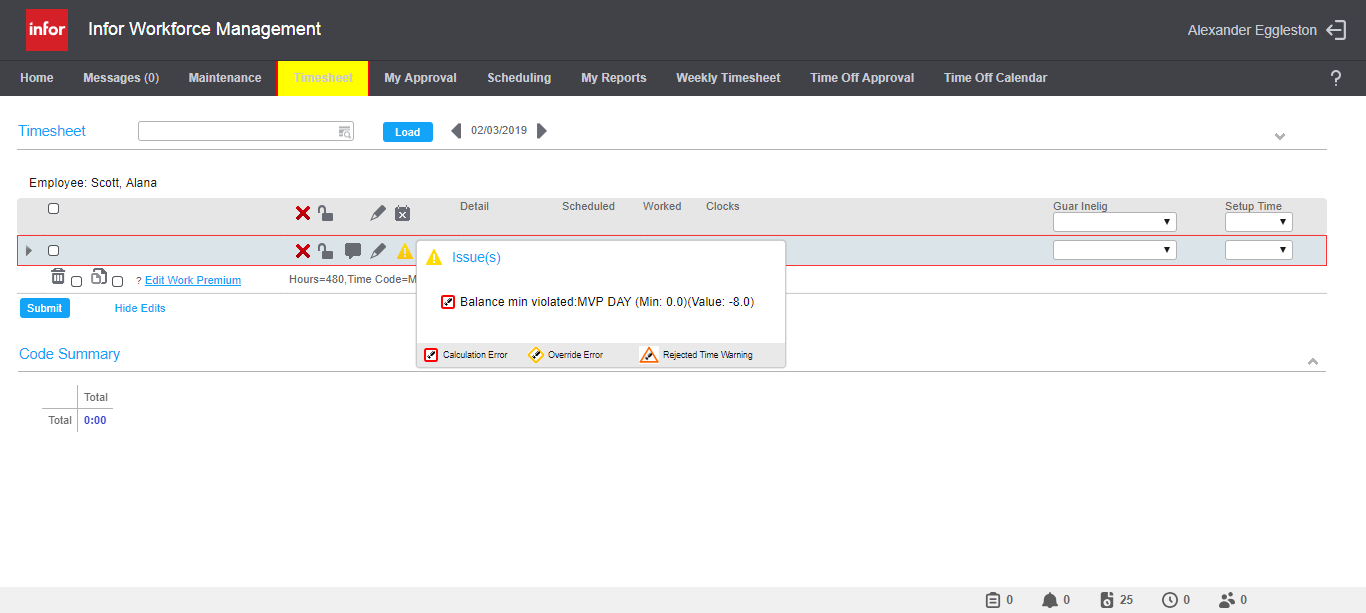 infor Infor Workforce Management Alexander Eggleston
Home Messages (0) Maintenance Timesheet My Approval Scheduling My Reports Weekly Timesheet Time Off Approval Time Off Calendar ?
Timesheet Load 02/03/2019
Employee: Scott, Alana
Detail Scheduled Worked Clocks Guar Inelig Setup Time
Issue(s)
? Edit Work Premium Hours=480,Time Code=M
Balance min violated:MVP DAY (Min: 0.0)(Value: -8.0)
Submit Hide Edits
Calculation Error Override Error Rejected Time Warning
Code Summary
Total
Total 0:00
0 0 25 0 0